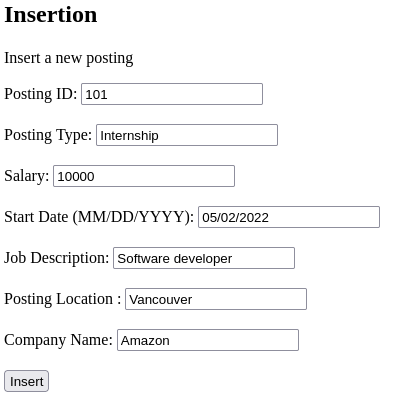 Insertion
Insert a new posting
Posting ID: 101
Posting Type: Internship
Salary: 10000
Start Date (MM/DD/YYYY): 05/02/2022
Job Description: Software developer
Posting Location : Vancouver
Company Name: Amazon
Insert